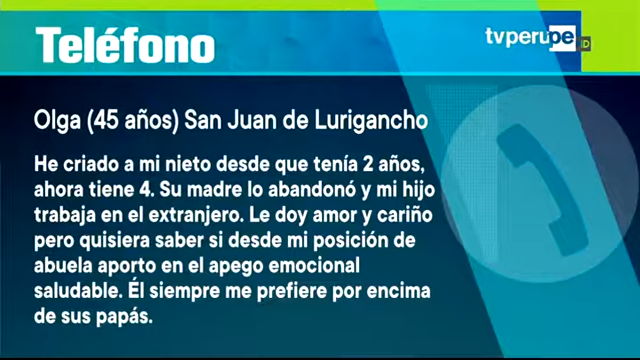 Teléfono
tvperupe
HD
Olga (45 años) San Juan de Lurigancho
He criado a mi nieto desde que tenía 2 años,
ahora tiene 4. Su madre lo abandonó y mi hijo
trabaja en el extranjero. Le doy amor y cariño
pero quisiera saber si desde mi posición de
abuela aporto en el apego emocional
saludable. Él siempre me prefiere por encima
de sus papás.